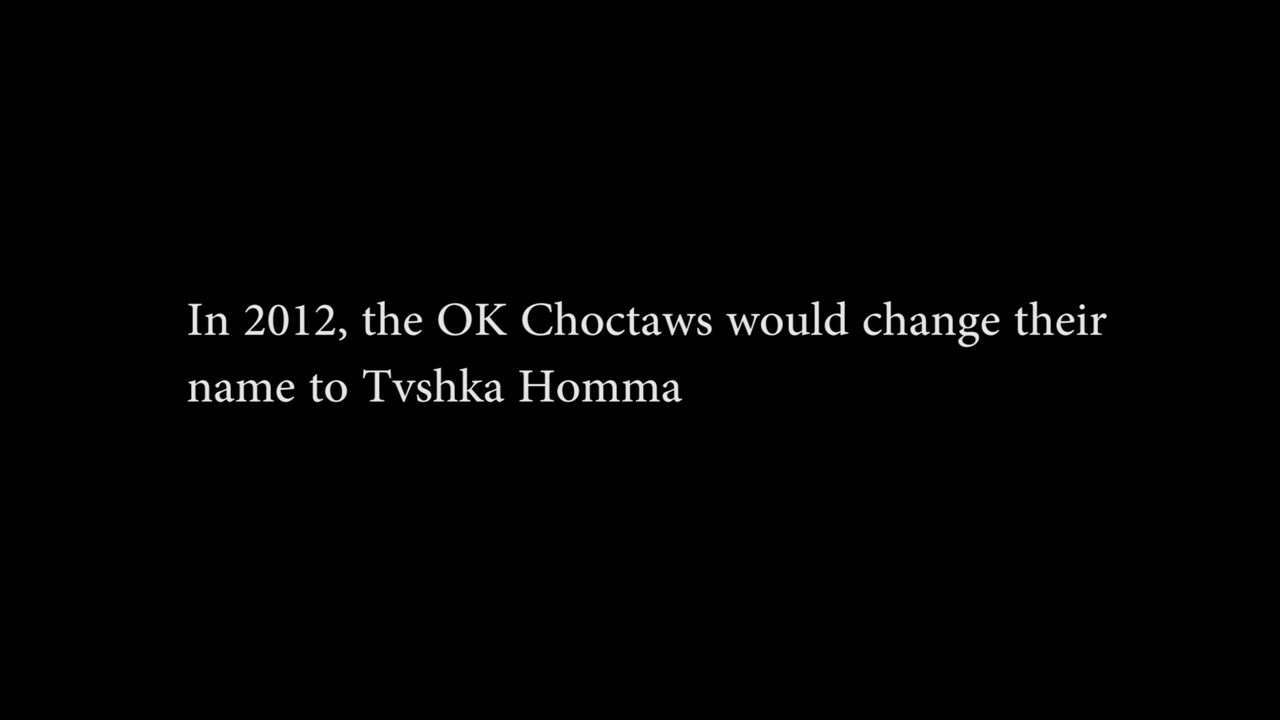 In 2012, the OK Choctaws would change their
name to Tvshka Homma